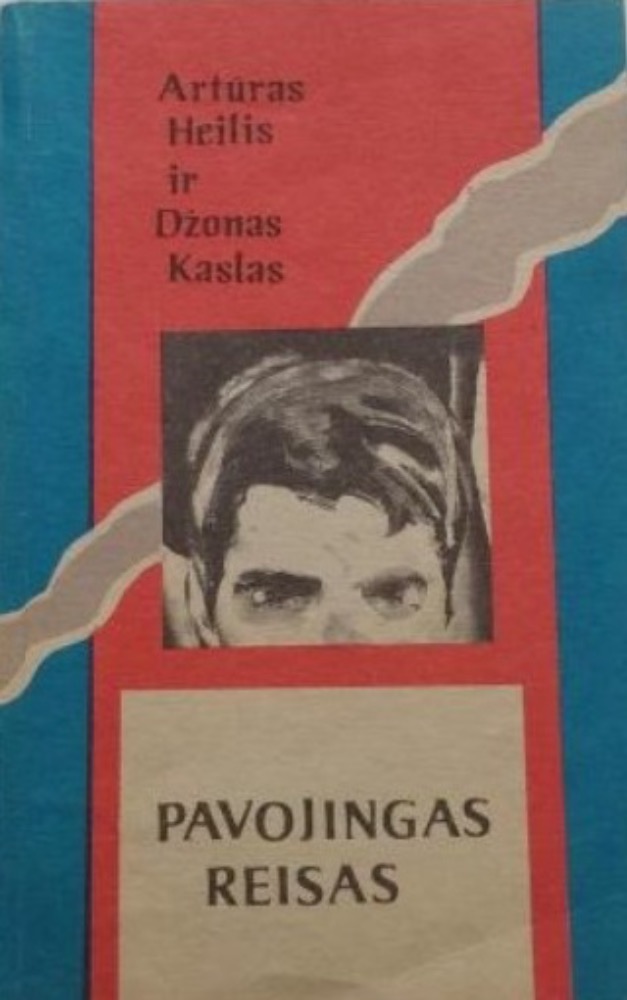 Artūras
Heilis
ir
Džonas
Kaslas
PAVOJINGAS
REISAS